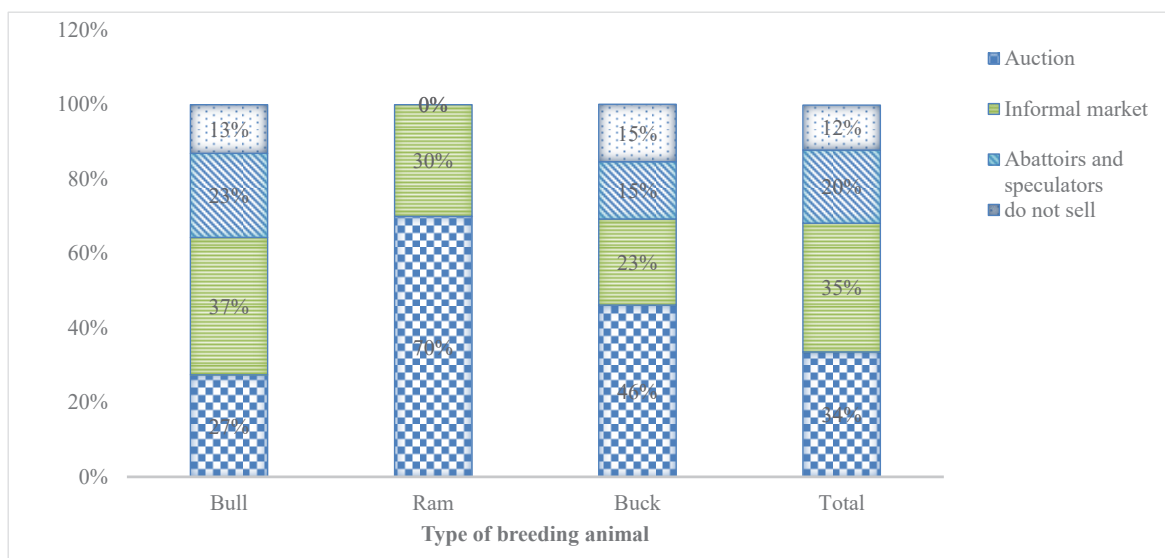 120%
100%
80%
60%
40%
20%
0%
13%
23%
37%
27%
0%
30%
70%
15%
15%
23%
46%
12%
20%
35%
34%
Bull
Ram
Buck
Total
Type of breeding animal
Auction
Informal market
Abattoirs and
speculators
do not sell